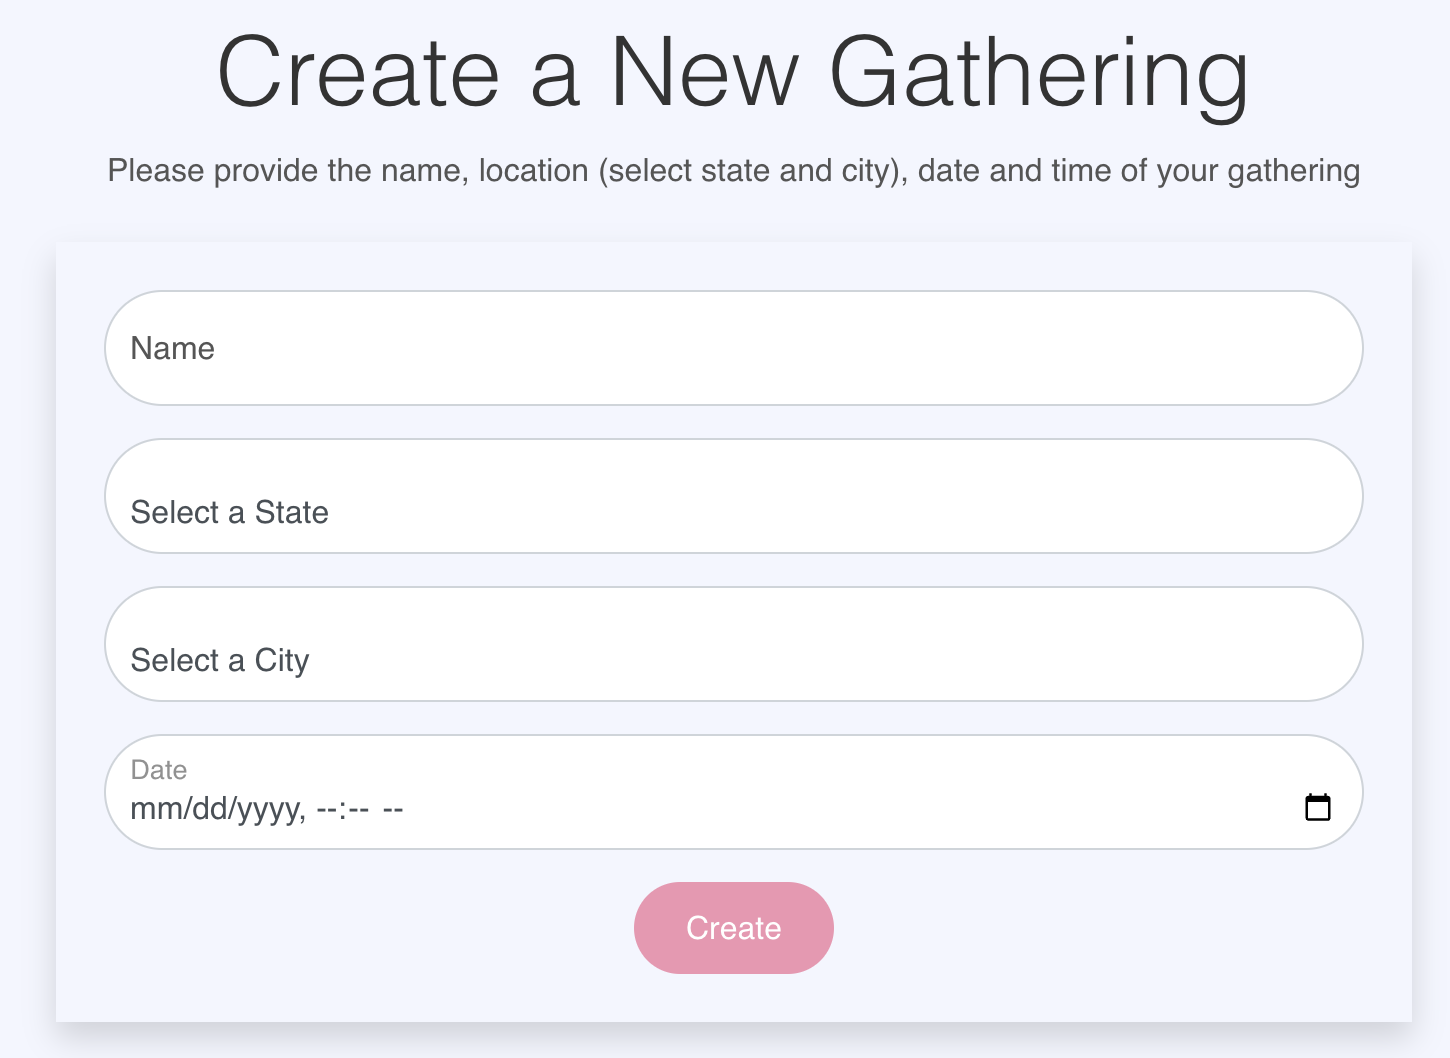 Create a New Gathering
Please provide the name, location (select state and city), date and time of your gathering
Name
Select a State
Select a City
Date
mm/dd/yyyy, --:-- --
Create